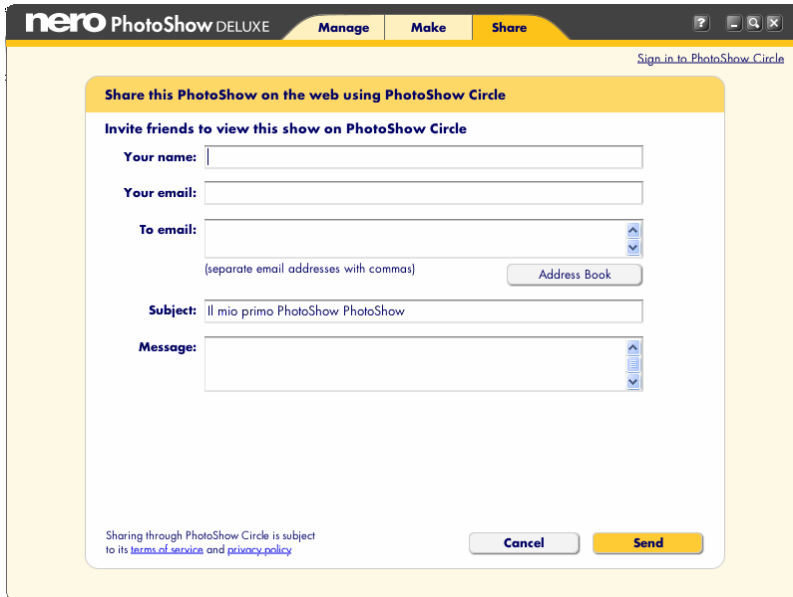 nero PhotoShow DELUXE Manage Make Share ?
Sign in to PhotoShow Circle
Share this PhotoShow on the web using PhotoShow Circle
Invite friends to view this show on PhotoShow Circle
Your name:
Your email:
To email:
(separate email addresses with commas)
Address Book
Subject: Il mio primo PhotoShow PhotoShow
Message:
Sharing through PhotoShow Circle is subject
to its terms of service and privacy policy
Cancel Send